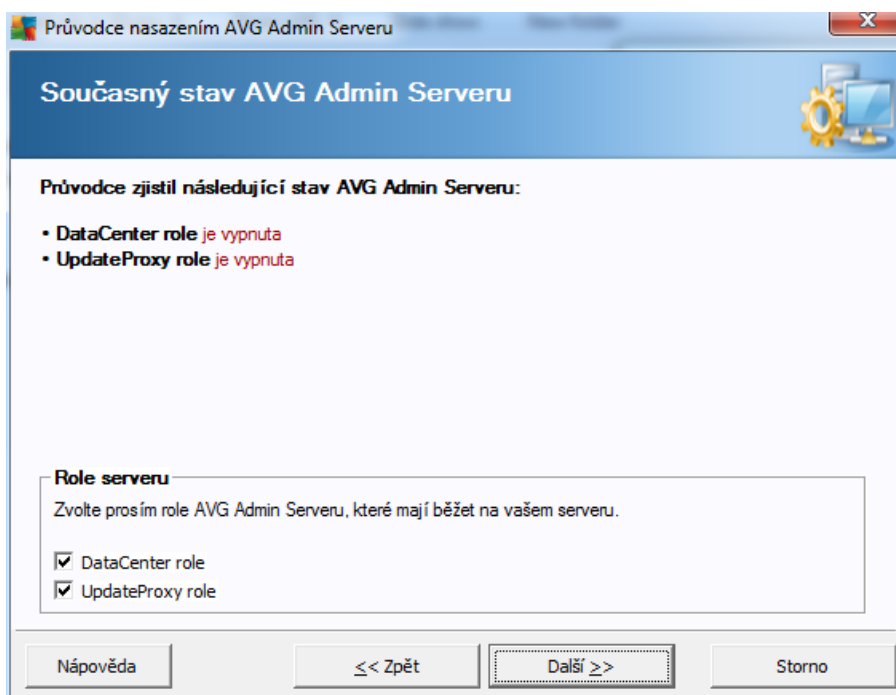 Průvodce nasazením AVG Admin Serveru
Současný stav AVG Admin Serveru
Průvodce zjistil následující stav AVG Admin Serveru:
• DataCenter role je vypnuta
• UpdateProxy role je vypnuta
Role serveru
Zvolte prosím role AVG Admin Serveru, které mají běžet na vašem serveru.
DataCenter role
UpdateProxy role
Nápověda
<< Zpět
Další >>
Storno